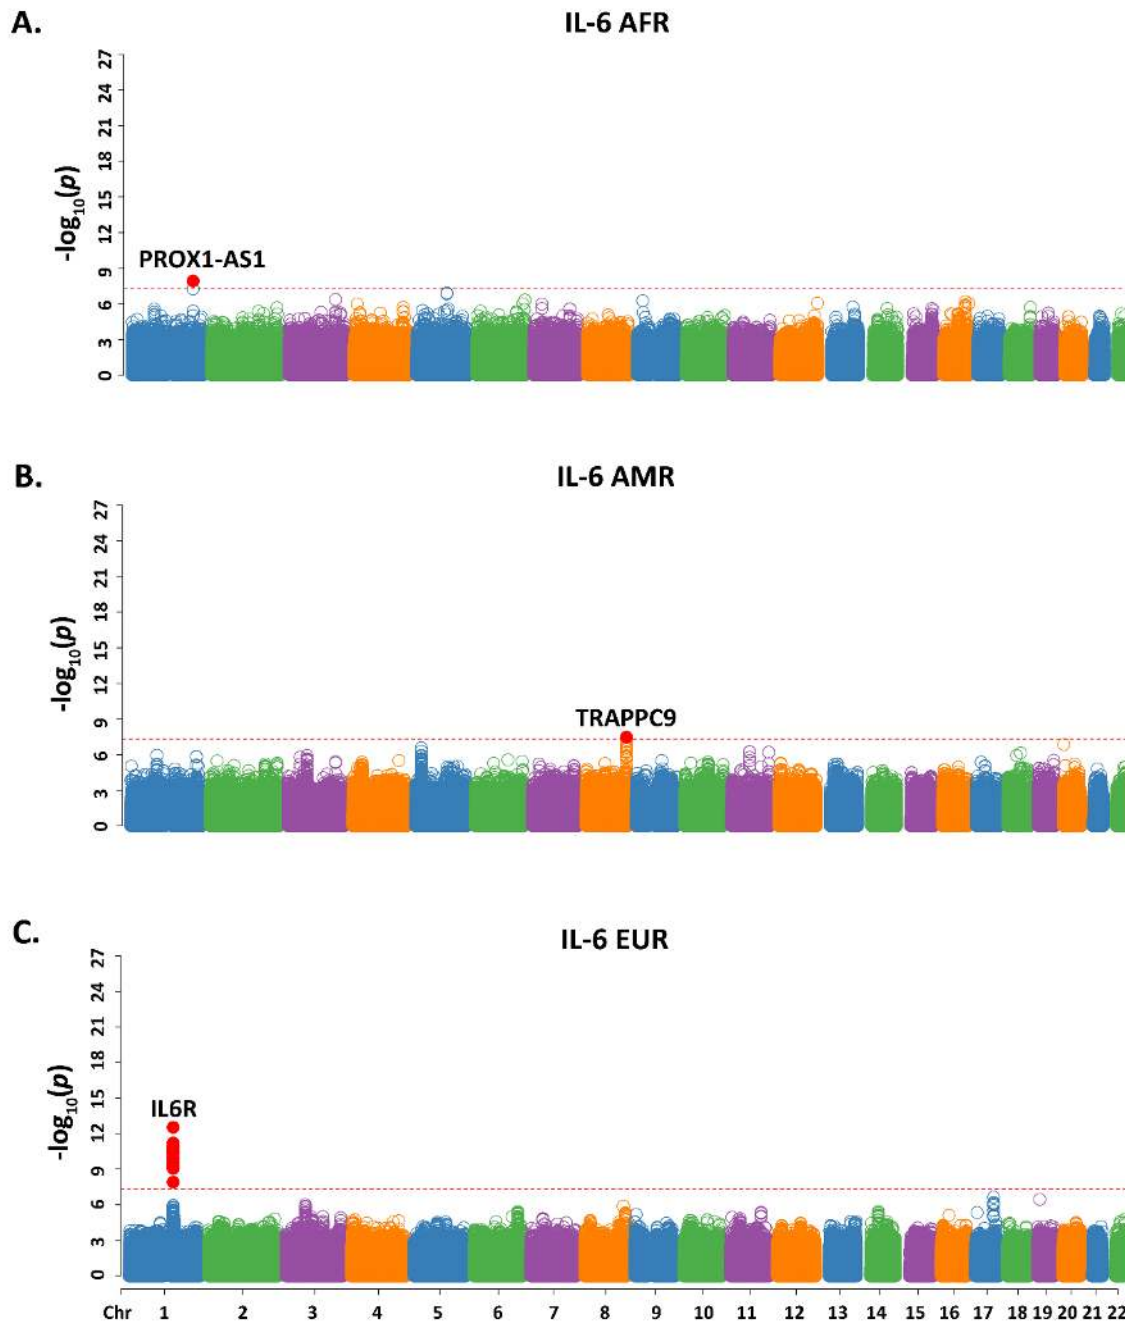 A.
IL-6 AFR
27
24
21
18
15
12
9
6
3
0
-log10(p)
PROX1-AS1
B.
IL-6 AMR
27
24
21
18
15
12
9
6
3
0
-log10(p)
TRAPPC9
C.
IL-6 EUR
27
24
21
18
15
12
9
6
3
0
-log10(p)
IL6R
Chr 1 2 3 4 5 6 7 8 9 10 11 12 13 14 15 16 17 18 19 20 21 22